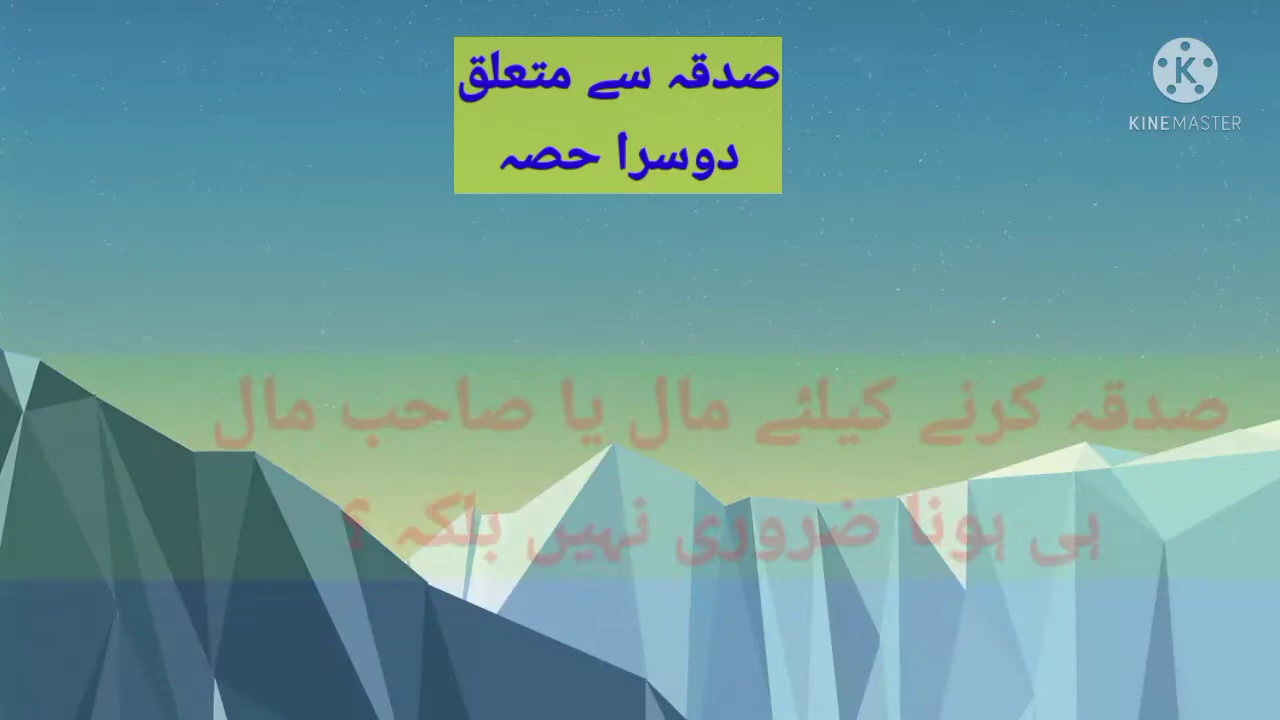 صدقہ سے متعلق
دوسرا حصہ
KINEMASTER
صدقہ کرنے کیلئے مال یا صاحب مال
ہی ہونا ضروری نہیں بلکہ ؟